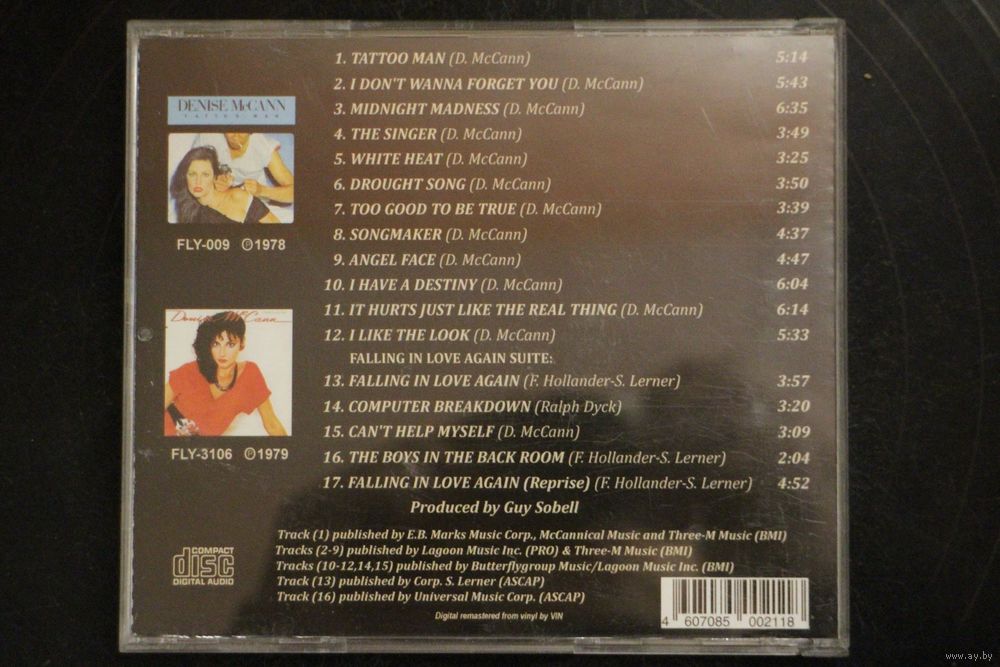 1. TATTOO MAN (D. McCann) 5:14
2. I DON'T WANNA FORGET YOU (D. McCann) 5:43
3. MIDNIGHT MADNESS (D. McCann) 6:35
4. THE SINGER (D. McCann) 3:49
5. WHITE HEAT (D. McCann) 3:25
6. DROUGHT SONG (D. McCann) 3:50
7. TOO GOOD TO BE TRUE (D. McCann) 3:39
8. SONGMAKER (D. McCann) 4:37
9. ANGEL FACE (D. McCann) 4:47
10. I HAVE A DESTINY (D. McCann) 6:04
11. IT HURTS JUST LIKE THE REAL THING (D. McCann) 6:14
12. I LIKE THE LOOK (D. McCann) 5:33
FALLING IN LOVE AGAIN SUITE:
13. FALLING IN LOVE AGAIN (F. Hollander-S. Lerner) 3:57
14. COMPUTER BREAKDOWN (Ralph Dyck) 3:20
15. CAN'T HELP MYSELF (D. McCann) 3:09
16. THE BOYS IN THE BACK ROOM (F. Hollander-S. Lerner) 2:04
17. FALLING IN LOVE AGAIN (Reprise) (F. Hollander-S. Lerner) 4:52
Produced by Guy Sobell
DENISE McCANN
TATTOO MAN
FLY-009 ℗1978
Denise McCann
FLY-3106 ℗1979
Track (1) published by E.B. Marks Music Corp., McCannical Music and Three-M Music (BMI)
Tracks (2-9) published by Lagoon Music Inc. (PRO) & Three-M Music (BMI)
Tracks (10-12,14,15) published by Butterflygroup Music/Lagoon Music Inc. (BMI)
Track (13) published by Corp. S. Lerner (ASCAP)
Track (16) published by Universal Music Corp. (ASCAP)
Digital remastered from vinyl by VIN
COMPACT
disc
DIGITAL AUDIO
4 607085 002118
www.ay.by